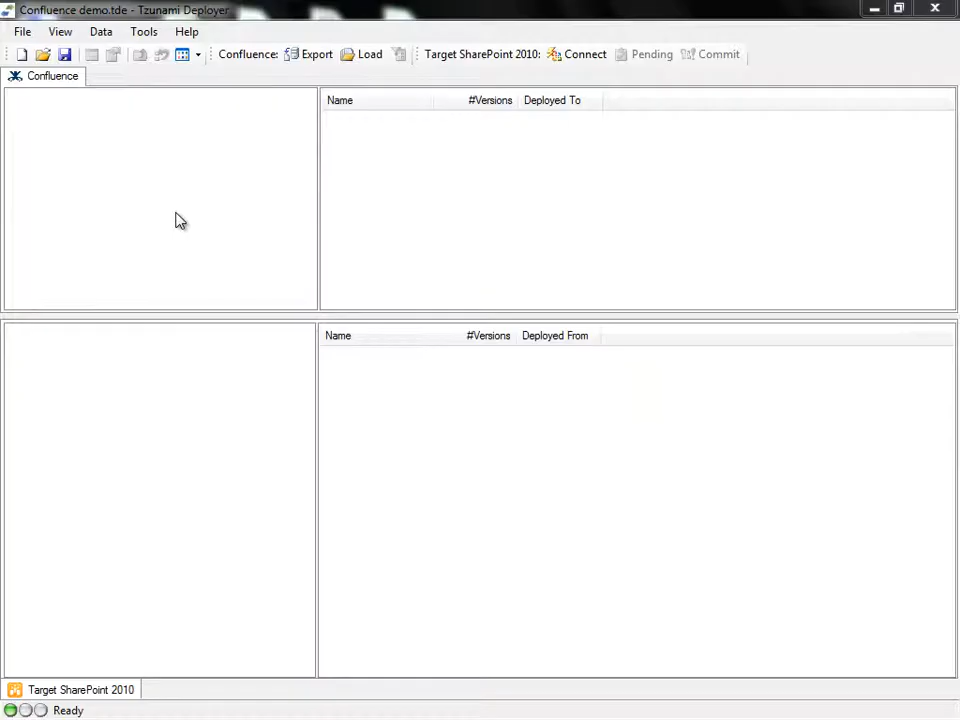 Confluence demo.tde - Tzunami Deployer
File View Data Tools Help
Confluence: Export Load Target SharePoint 2010: Connect Pending Commit
Confluence
Name #Versions Deployed To
Name #Versions Deployed From
Target SharePoint 2010
Ready